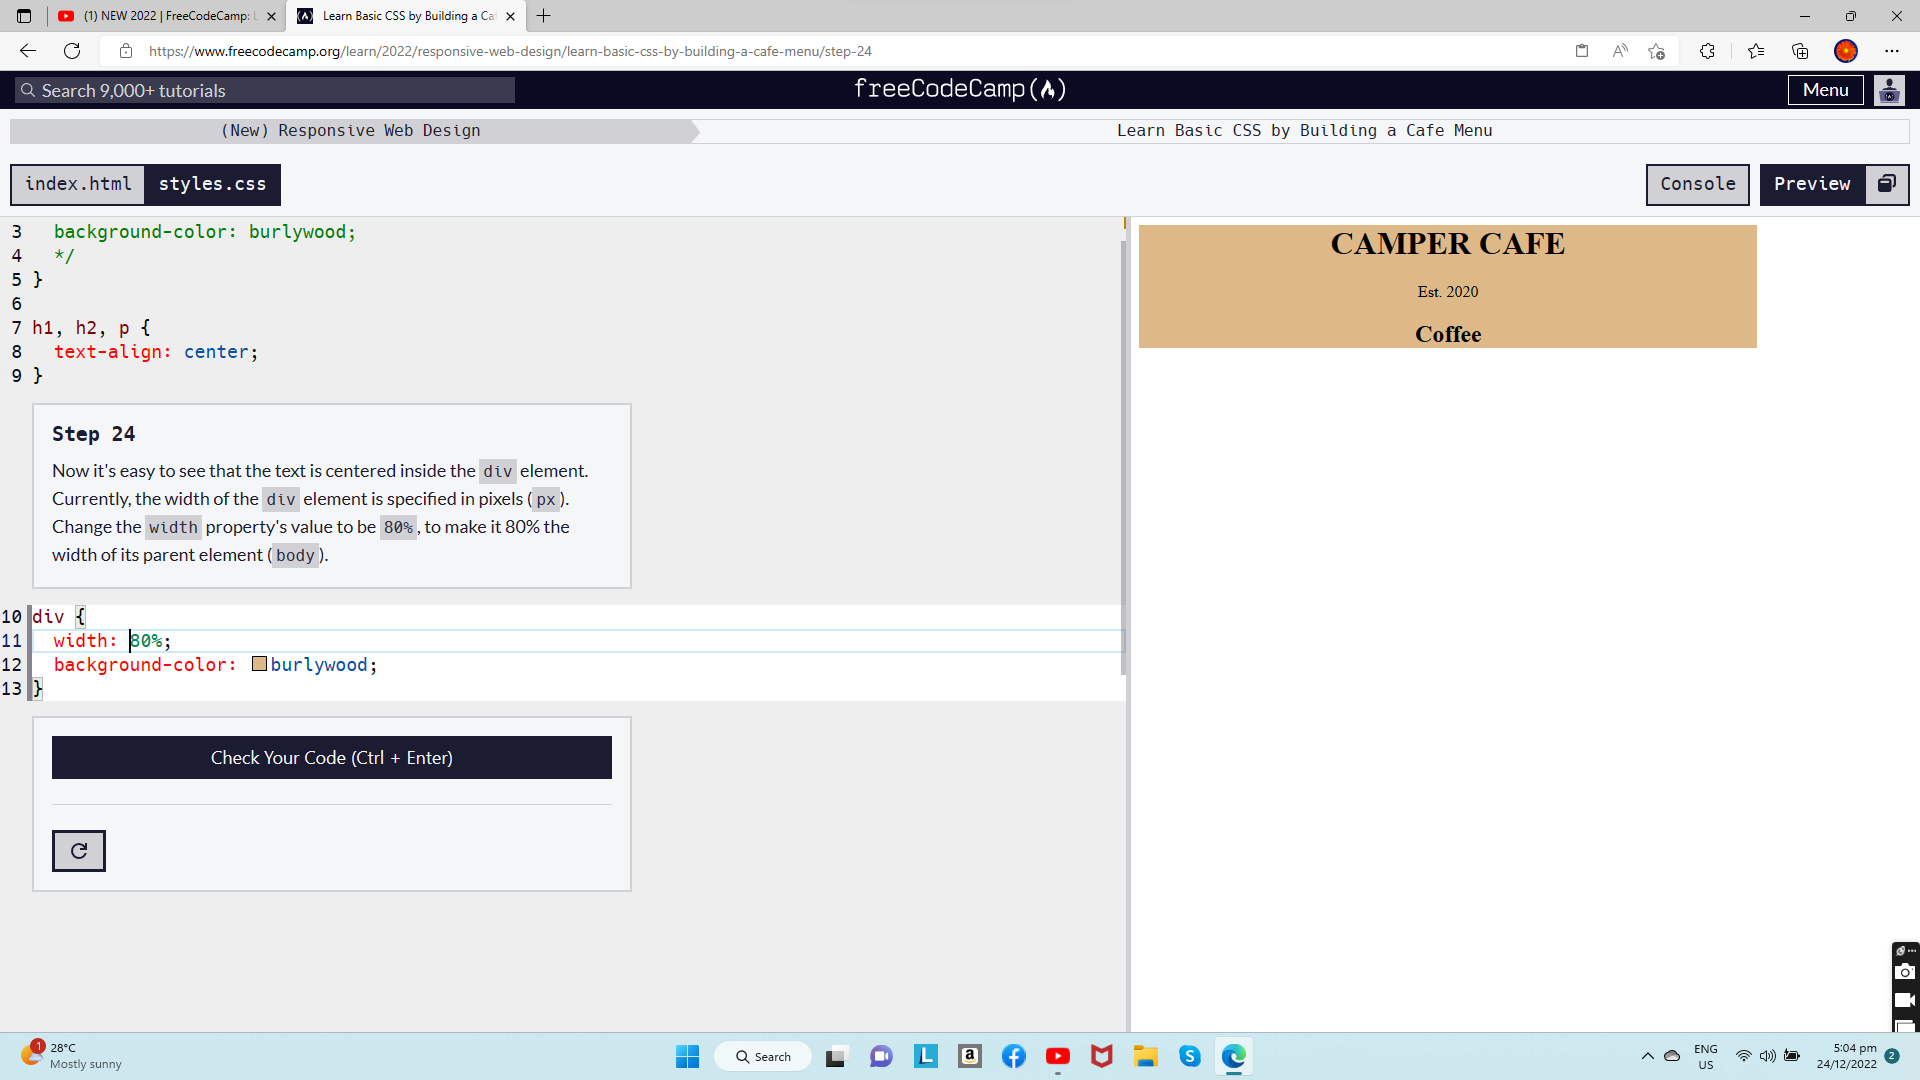 (1) NEW 2022 | FreeCodeCamp:
Learn Basic CSS by Building a Caf
https://www.freecodecamp.org/learn/2022/responsive-web-design/learn-basic-css-by-building-a-cafe-menu/step-24
Search 9,000+ tutorials
freeCodeCamp(🔥)
Menu
(New) Responsive Web Design
Learn Basic CSS by Building a Cafe Menu
index.html
styles.css
Console
Preview
3 background-color: burlywood;
4 */
5 }
6
7 h1, h2, p {
8 text-align: center;
9 }
Step 24
Now it's easy to see that the text is centered inside the div element.
Currently, the width of the div element is specified in pixels (px).
Change the width property's value to be 80%, to make it 80% the
width of its parent element (body).
10 div {
11 width: 80%;
12 background-color: burlywood;
13 }
Check Your Code (Ctrl + Enter)
CAMPER CAFE
Est. 2020
Coffee
1
28°C
Mostly sunny
Search
L
a
S
ENG
US
5:04 pm
24/12/2022
2